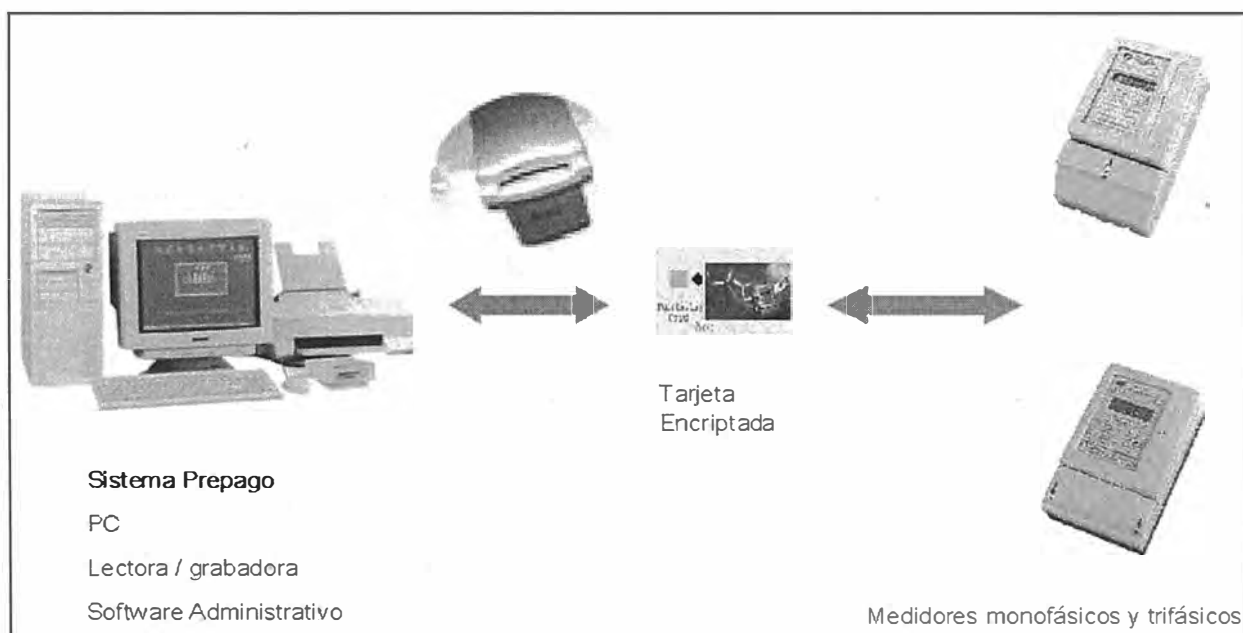 Tarjeta
Encriptada
Sistema Prepago
PC
Lectora / grabadora
Software Administrativo
Medidores monofásicos y trifásicos